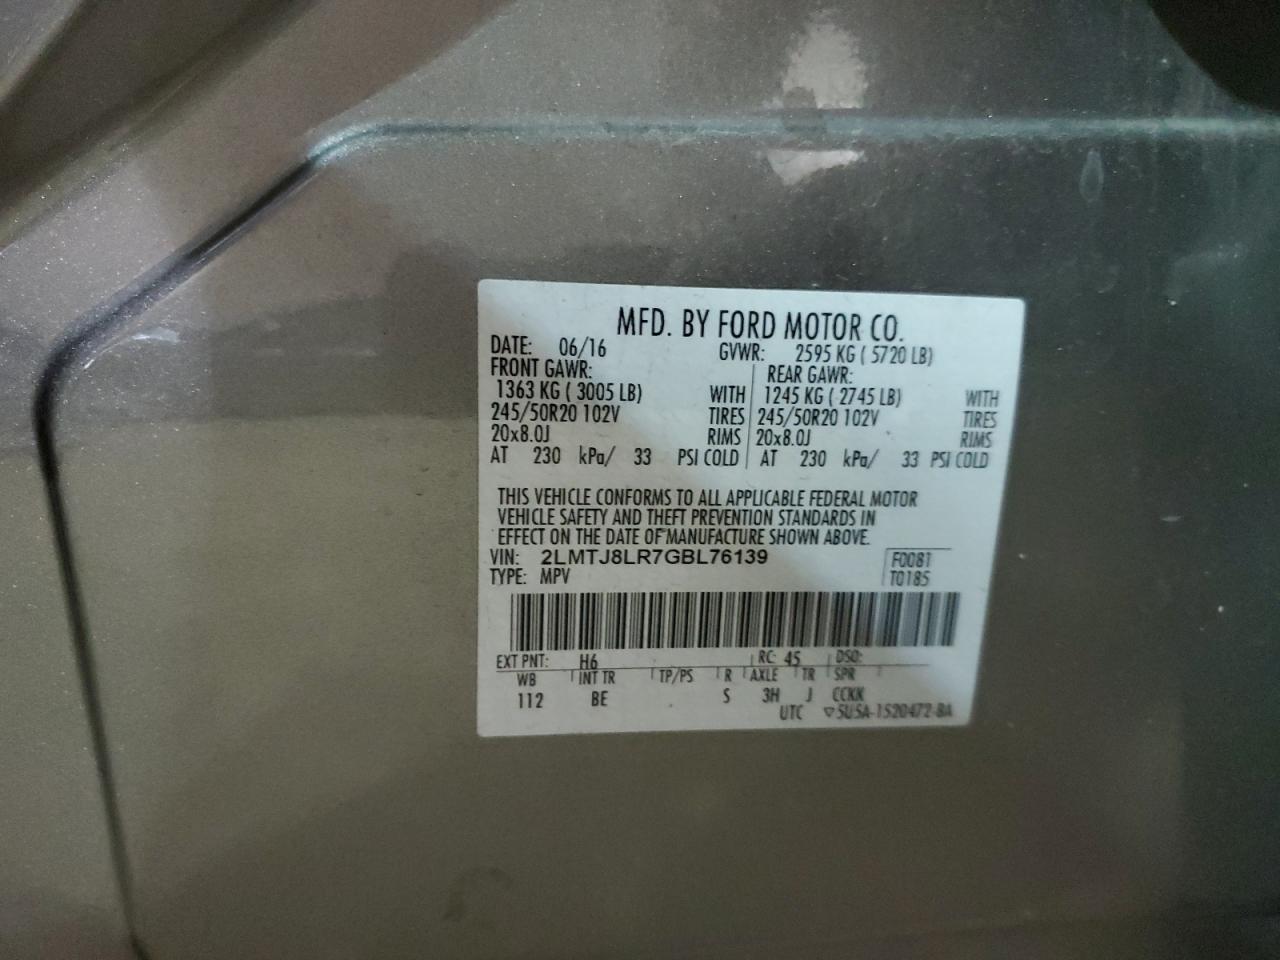 MFD. BY FORD MOTOR CO.
DATE: 06/16 GVWR: 2595 KG ( 5720 LB)
FRONT GAWR: REAR GAWR:
1363 KG ( 3005 LB) WITH 1245 KG ( 2745 LB) WITH
245/50R20 102V TIRES 245/50R20 102V TIRES
20x8.0J RIMS 20x8.0J RIMS
AT 230 kPa/ 33 PSI COLD AT 230 kPa/ 33 PSI COLD
THIS VEHICLE CONFORMS TO ALL APPLICABLE FEDERAL MOTOR
VEHICLE SAFETY AND THEFT PREVENTION STANDARDS IN
EFFECT ON THE DATE OF MANUFACTURE SHOWN ABOVE.
VIN: 2LMTJ8LR7GBL76139 F0081
TYPE: MPV T0185
EXT PNT: H6 RC: 45 DSO:
WB INT TR TP/PS R AXLE TR SPR
112 BE S 3H J CCKK
UTC ▽5U5A-1520472-BA